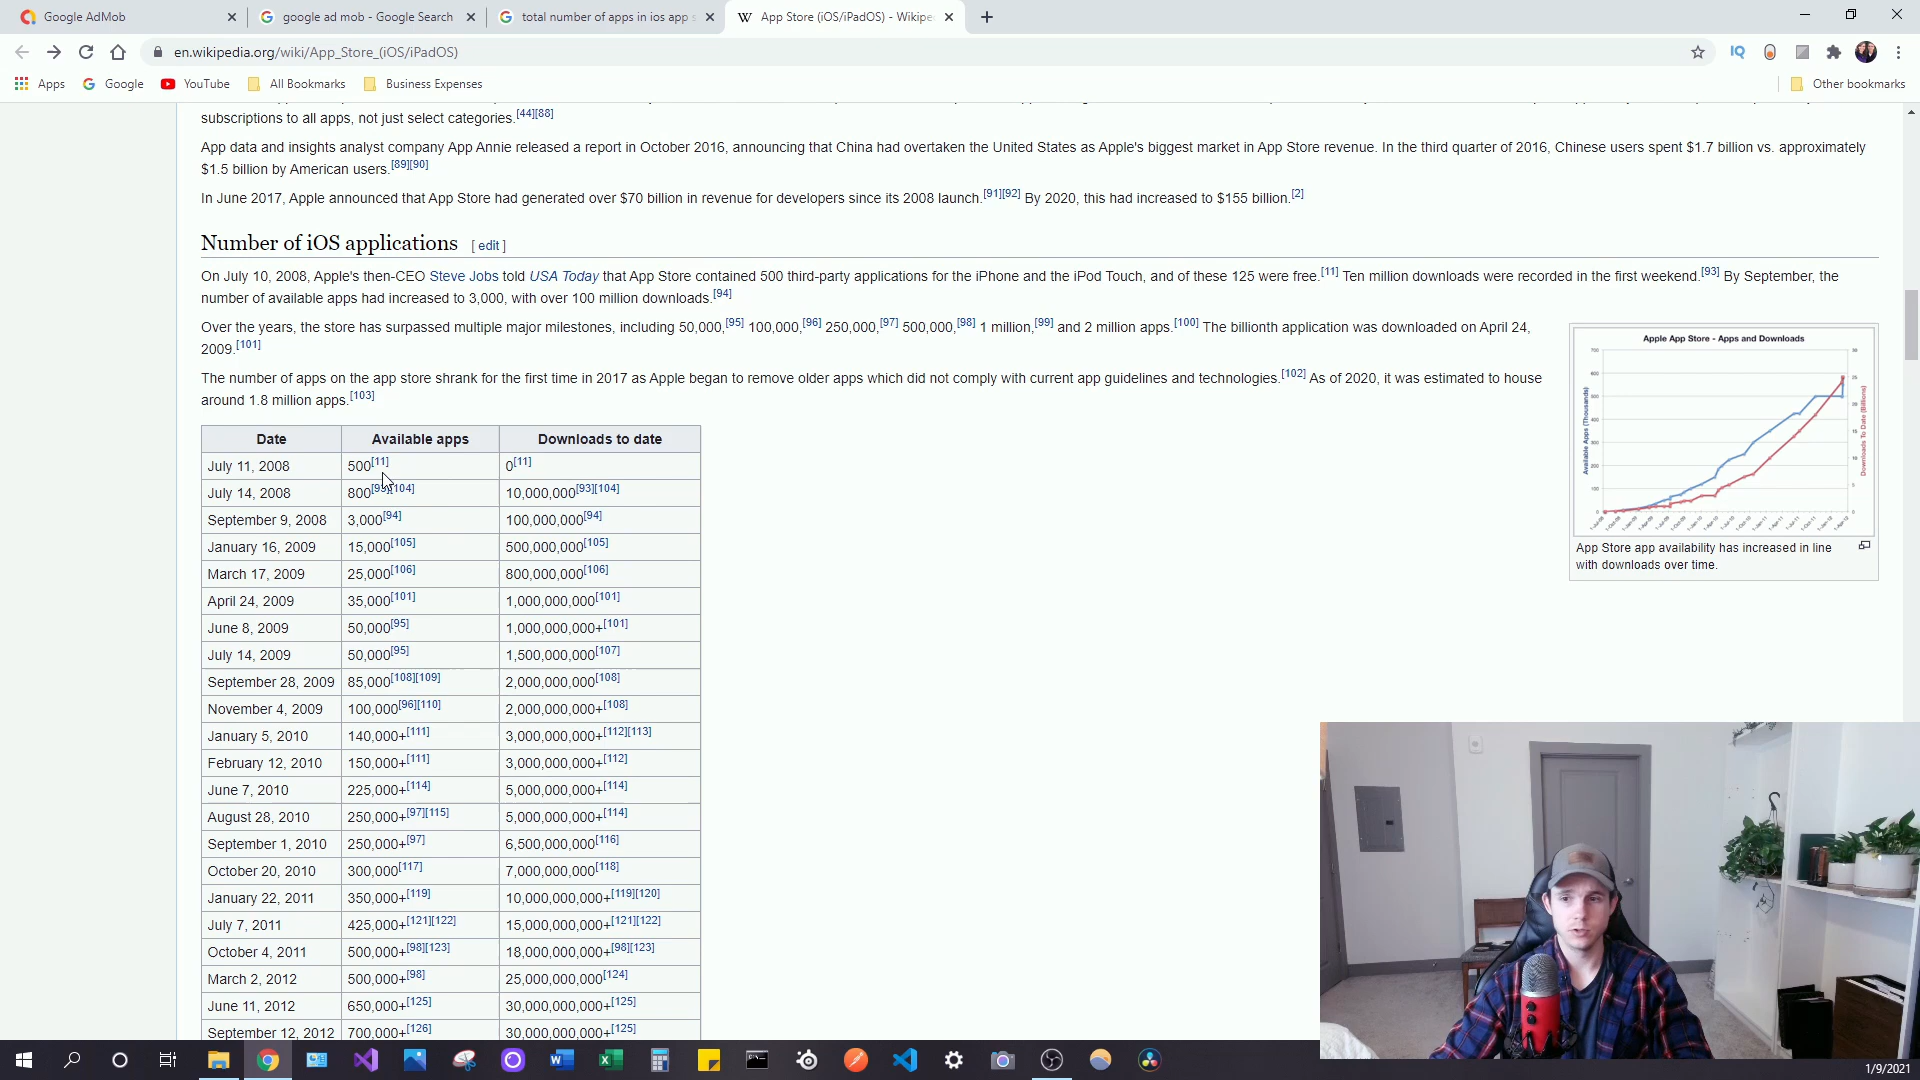 Google AdMob
google ad mob - Google Search
total number of apps in ios app s
App Store (iOS/iPadOS) - Wikipe
en.wikipedia.org/wiki/App_Store_(iOS/iPadOS)
Apps
Google
YouTube
All Bookmarks
Business Expenses
Other bookmarks
subscriptions to all apps, not just select categories.[44][88]
App data and insights analyst company App Annie released a report in October 2016, announcing that China had overtaken the United States as Apple's biggest market in App Store revenue. In the third quarter of 2016, Chinese users spent $1.7 billion vs. approximately
$1.5 billion by American users.[89][90]
In June 2017, Apple announced that App Store had generated over $70 billion in revenue for developers since its 2008 launch.[91][92] By 2020, this had increased to $155 billion.[2]
Number of iOS applications [ edit ]
On July 10, 2008, Apple's then-CEO Steve Jobs told USA Today that App Store contained 500 third-party applications for the iPhone and the iPod Touch, and of these 125 were free.[11] Ten million downloads were recorded in the first weekend.[93] By September, the
number of available apps had increased to 3,000, with over 100 million downloads.[94]
Over the years, the store has surpassed multiple major milestones, including 50,000,[95] 100,000,[96] 250,000,[97] 500,000,[98] 1 million,[99] and 2 million apps.[100] The billionth application was downloaded on April 24,
2009.[101]
The number of apps on the app store shrank for the first time in 2017 as Apple began to remove older apps which did not comply with current app guidelines and technologies.[102] As of 2020, it was estimated to house
around 1.8 million apps.[103]
Apple App Store - Apps and Downloads
Available Apps (Thousands)
Downloads To Date (Billions)
App Store app availability has increased in line
with downloads over time.
Date Available apps Downloads to date
July 11, 2008 500[11] 0[11]
July 14, 2008 800[93][104] 10,000,000[93][104]
September 9, 2008 3,000[94] 100,000,000[94]
January 16, 2009 15,000[105] 500,000,000[105]
March 17, 2009 25,000[106] 800,000,000[106]
April 24, 2009 35,000[101] 1,000,000,000[101]
June 8, 2009 50,000[95] 1,000,000,000+[101]
July 14, 2009 50,000[95] 1,500,000,000[107]
September 28, 2009 85,000[108][109] 2,000,000,000[108]
November 4, 2009 100,000[96][110] 2,000,000,000+[108]
January 5, 2010 140,000+[111] 3,000,000,000+[112][113]
February 12, 2010 150,000+[111] 3,000,000,000+[112]
June 7, 2010 225,000+[114] 5,000,000,000+[114]
August 28, 2010 250,000+[97][115] 5,000,000,000+[114]
September 1, 2010 250,000+[97] 6,500,000,000[116]
October 20, 2010 300,000[117] 7,000,000,000[118]
January 22, 2011 350,000+[119] 10,000,000,000+[119][120]
July 7, 2011 425,000+[121][122] 15,000,000,000+[121][122]
October 4, 2011 500,000+[98][123] 18,000,000,000+[98][123]
March 2, 2012 500,000+[98] 25,000,000,000[124]
June 11, 2012 650,000+[125] 30,000,000,000+[125]
September 12, 2012 700,000+[126] 30,000,000,000+[125]
1/9/2021